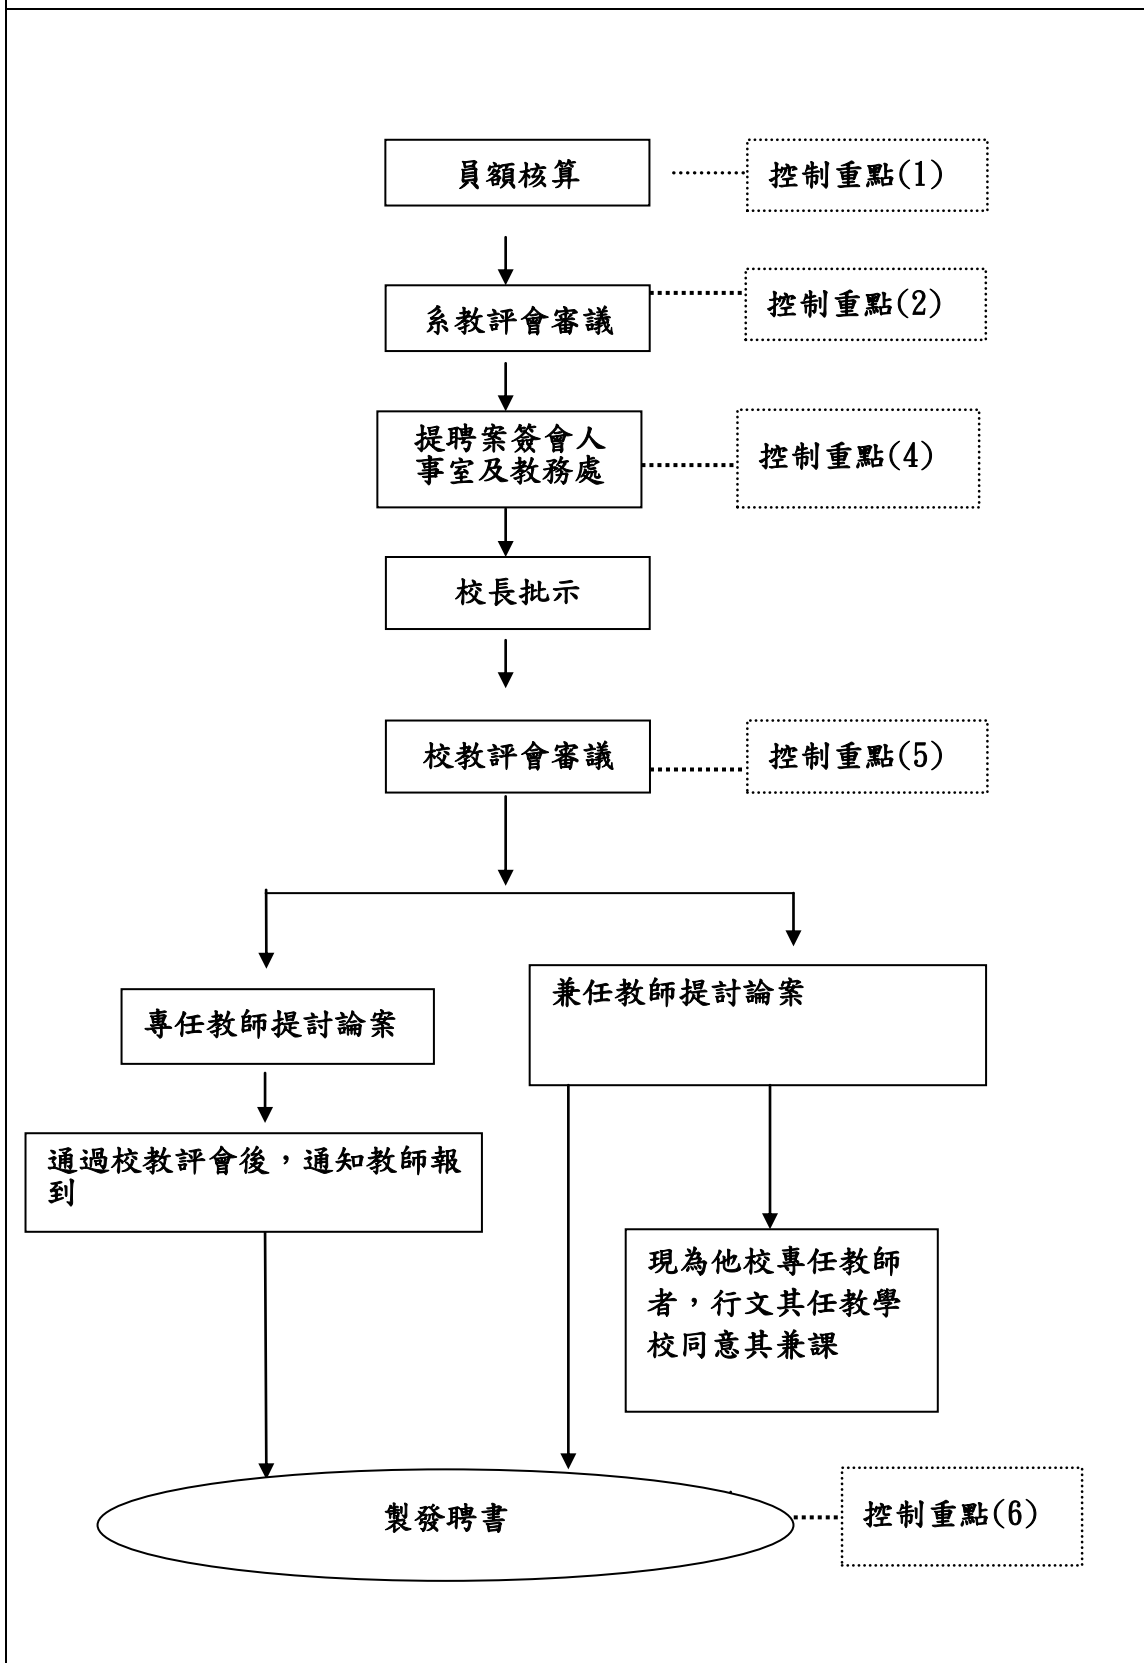 員額核算
控制重點(1)
系教評會審議
控制重點(2)
提聘案簽會人
事室及教務處
控制重點(4)
校長批示
校教評會審議
控制重點(5)
專任教師提討論案
兼任教師提討論案
通過校教評會後，通知教師報
到
現為他校專任教師
者，行文其任教學
校同意其兼課
製發聘書
控制重點(6)